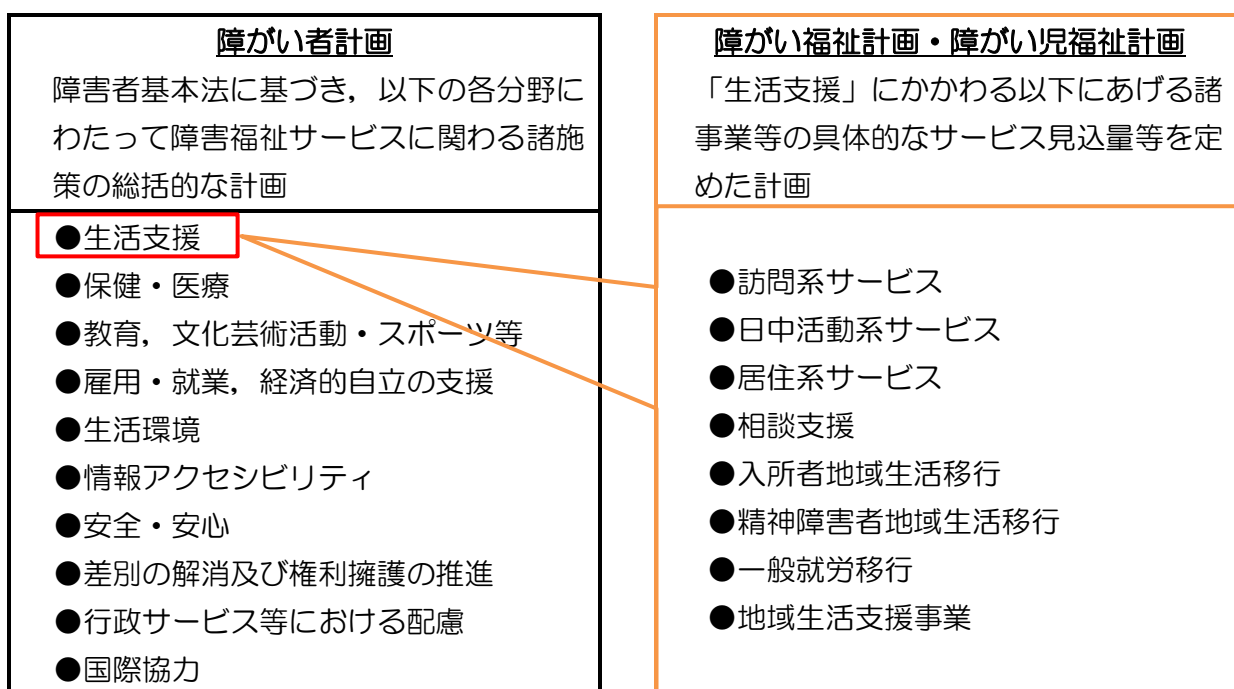 障がい者計画
障害者基本法に基づき，以下の各分野に
わたって障害福祉サービスに関わる諸施
策の総括的な計画
●生活支援
●保健・医療
●教育，文化芸術活動・スポーツ等
●雇用・就業，経済的自立の支援
●生活環境
●情報アクセシビリティ
●安全・安心
●差別の解消及び権利擁護の推進
●行政サービス等における配慮
●国際協力
障がい福祉計画・障がい児福祉計画
「生活支援」にかかわる以下にあげる諸
事業等の具体的なサービス見込量等を定
めた計画
●訪問系サービス
●日中活動系サービス
●居住系サービス
●相談支援
●入所者地域生活移行
●精神障害者地域生活移行
●一般就労移行
●地域生活支援事業